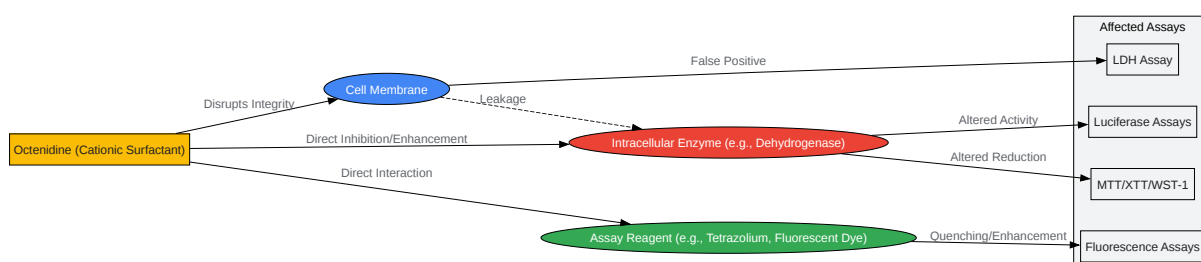 Affected Assays
LDH Assay
False Positive
Cell Membrane
Leakage
Disrupts Integrity
Luciferase Assays
Altered Activity
Octenidine (Cationic Surfactant)
Direct Inhibition/Enhancement
Intracellular Enzyme (e.g., Dehydrogenase)
Altered Reduction
Direct Interaction
MTT/XTT/WST-1
Assay Reagent (e.g., Tetrazolium, Fluorescent Dye)
Quenching/Enhancement
Fluorescence Assays